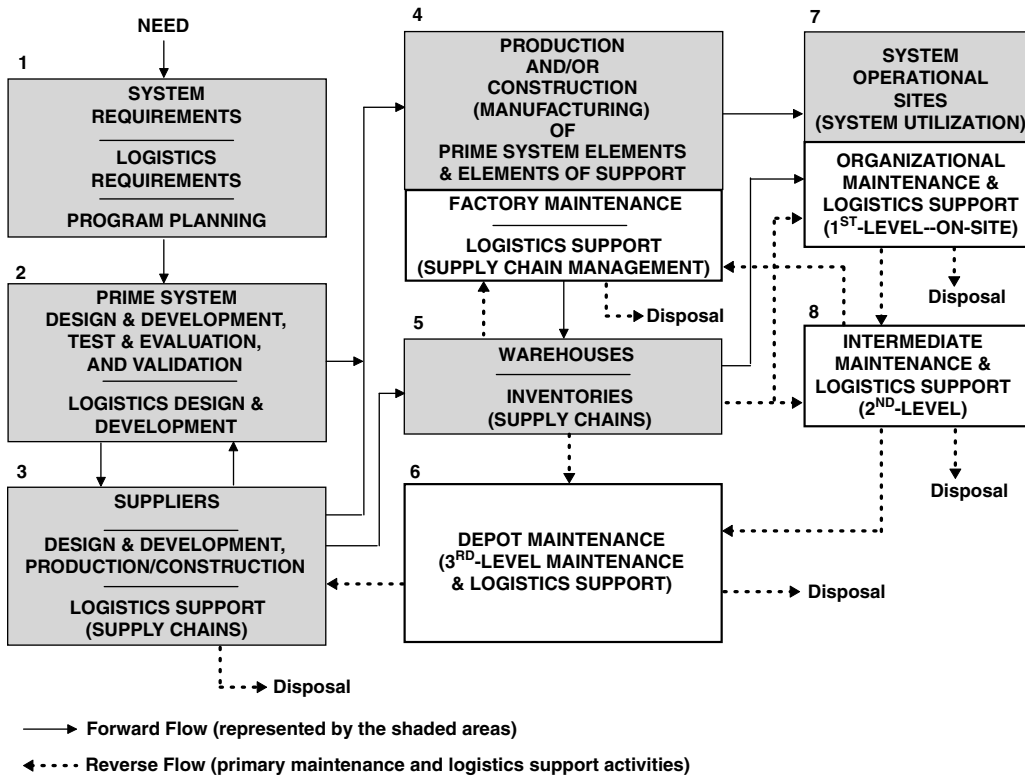 NEED
1
SYSTEM
REQUIREMENTS
LOGISTICS
REQUIREMENTS
PROGRAM PLANNING
2
PRIME SYSTEM
DESIGN & DEVELOPMENT,
TEST & EVALUATION,
AND VALIDATION
LOGISTICS DESIGN &
DEVELOPMENT
3
SUPPLIERS
DESIGN & DEVELOPMENT,
PRODUCTION/CONSTRUCTION
LOGISTICS SUPPORT
(SUPPLY CHAINS)
Disposal
4
PRODUCTION
AND/OR
CONSTRUCTION
(MANUFACTURING)
OF
PRIME SYSTEM ELEMENTS
& ELEMENTS OF SUPPORT
FACTORY MAINTENANCE
LOGISTICS SUPPORT
(SUPPLY CHAIN MANAGEMENT)
Disposal
5
WAREHOUSES
INVENTORIES
(SUPPLY CHAINS)
6
DEPOT MAINTENANCE
(3RD-LEVEL MAINTENANCE
& LOGISTICS SUPPORT)
Disposal
7
SYSTEM
OPERATIONAL
SITES
(SYSTEM UTILIZATION)
ORGANIZATIONAL
MAINTENANCE &
LOGISTICS SUPPORT
(1ST-LEVEL--ON-SITE)
Disposal
8
INTERMEDIATE
MAINTENANCE &
LOGISTICS SUPPORT
(2ND-LEVEL)
Disposal
Forward Flow (represented by the shaded areas)
Reverse Flow (primary maintenance and logistics support activities)